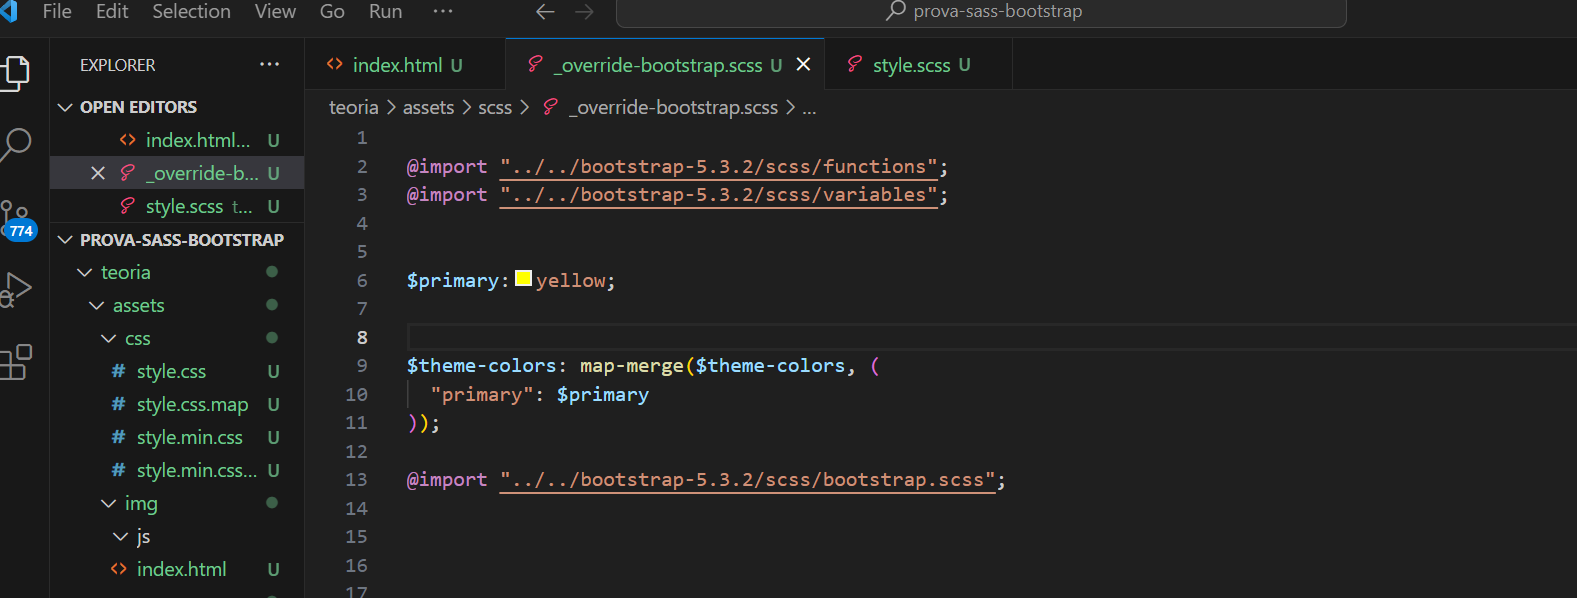 File Edit Selection View Go Run ··· prova-sass-bootstrap
EXPLORER ···
OPEN EDITORS
index.html... U
_override-b... U
style.scss t... U
774
PROVA-SASS-BOOTSTRAP
teoria
assets
css
style.css U
style.css.map U
style.min.css U
style.min.css... U
img
js
index.html U
index.html U _override-bootstrap.scss U style.scss U
teoria > assets > scss > _override-bootstrap.scss > ...
1
2 @import "../../bootstrap-5.3.2/scss/functions";
3 @import "../../bootstrap-5.3.2/scss/variables";
4
5
6 $primary: yellow;
7
8
9 $theme-colors: map-merge($theme-colors, (
10 "primary": $primary
11 ));
12
13 @import "../../bootstrap-5.3.2/scss/bootstrap.scss";
14
15
16
17